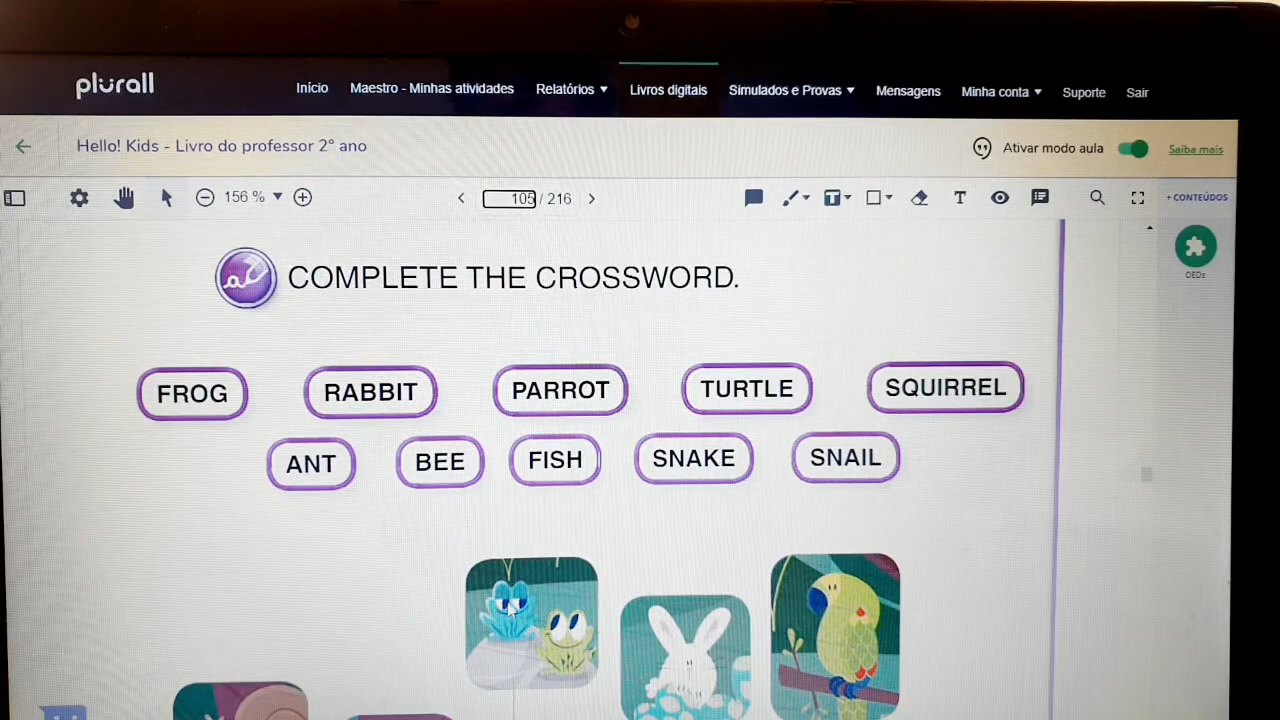 plurall
Início Maestro - Minhas atividades Relatórios Livros digitais Simulados e Provas Mensagens Minha conta Suporte Sair
Hello! Kids - Livro do professor 2° ano Ativar modo aula Saiba mais
156 % 105 / 216 T T + CONTEÚDOS
OEDs
COMPLETE THE CROSSWORD.
FROG RABBIT PARROT TURTLE SQUIRREL
ANT BEE FISH SNAKE SNAIL